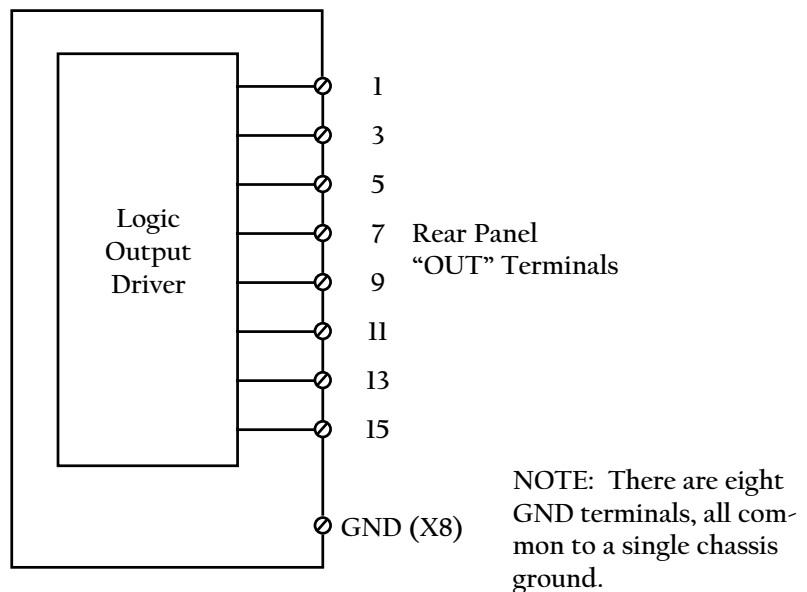 1
3
5
7
9
11
13
15
Logic
Output
Driver
Rear Panel
“OUT” Terminals
GND (X8)
NOTE:  There are eight
GND terminals, all com-
mon to a single chassis
ground.